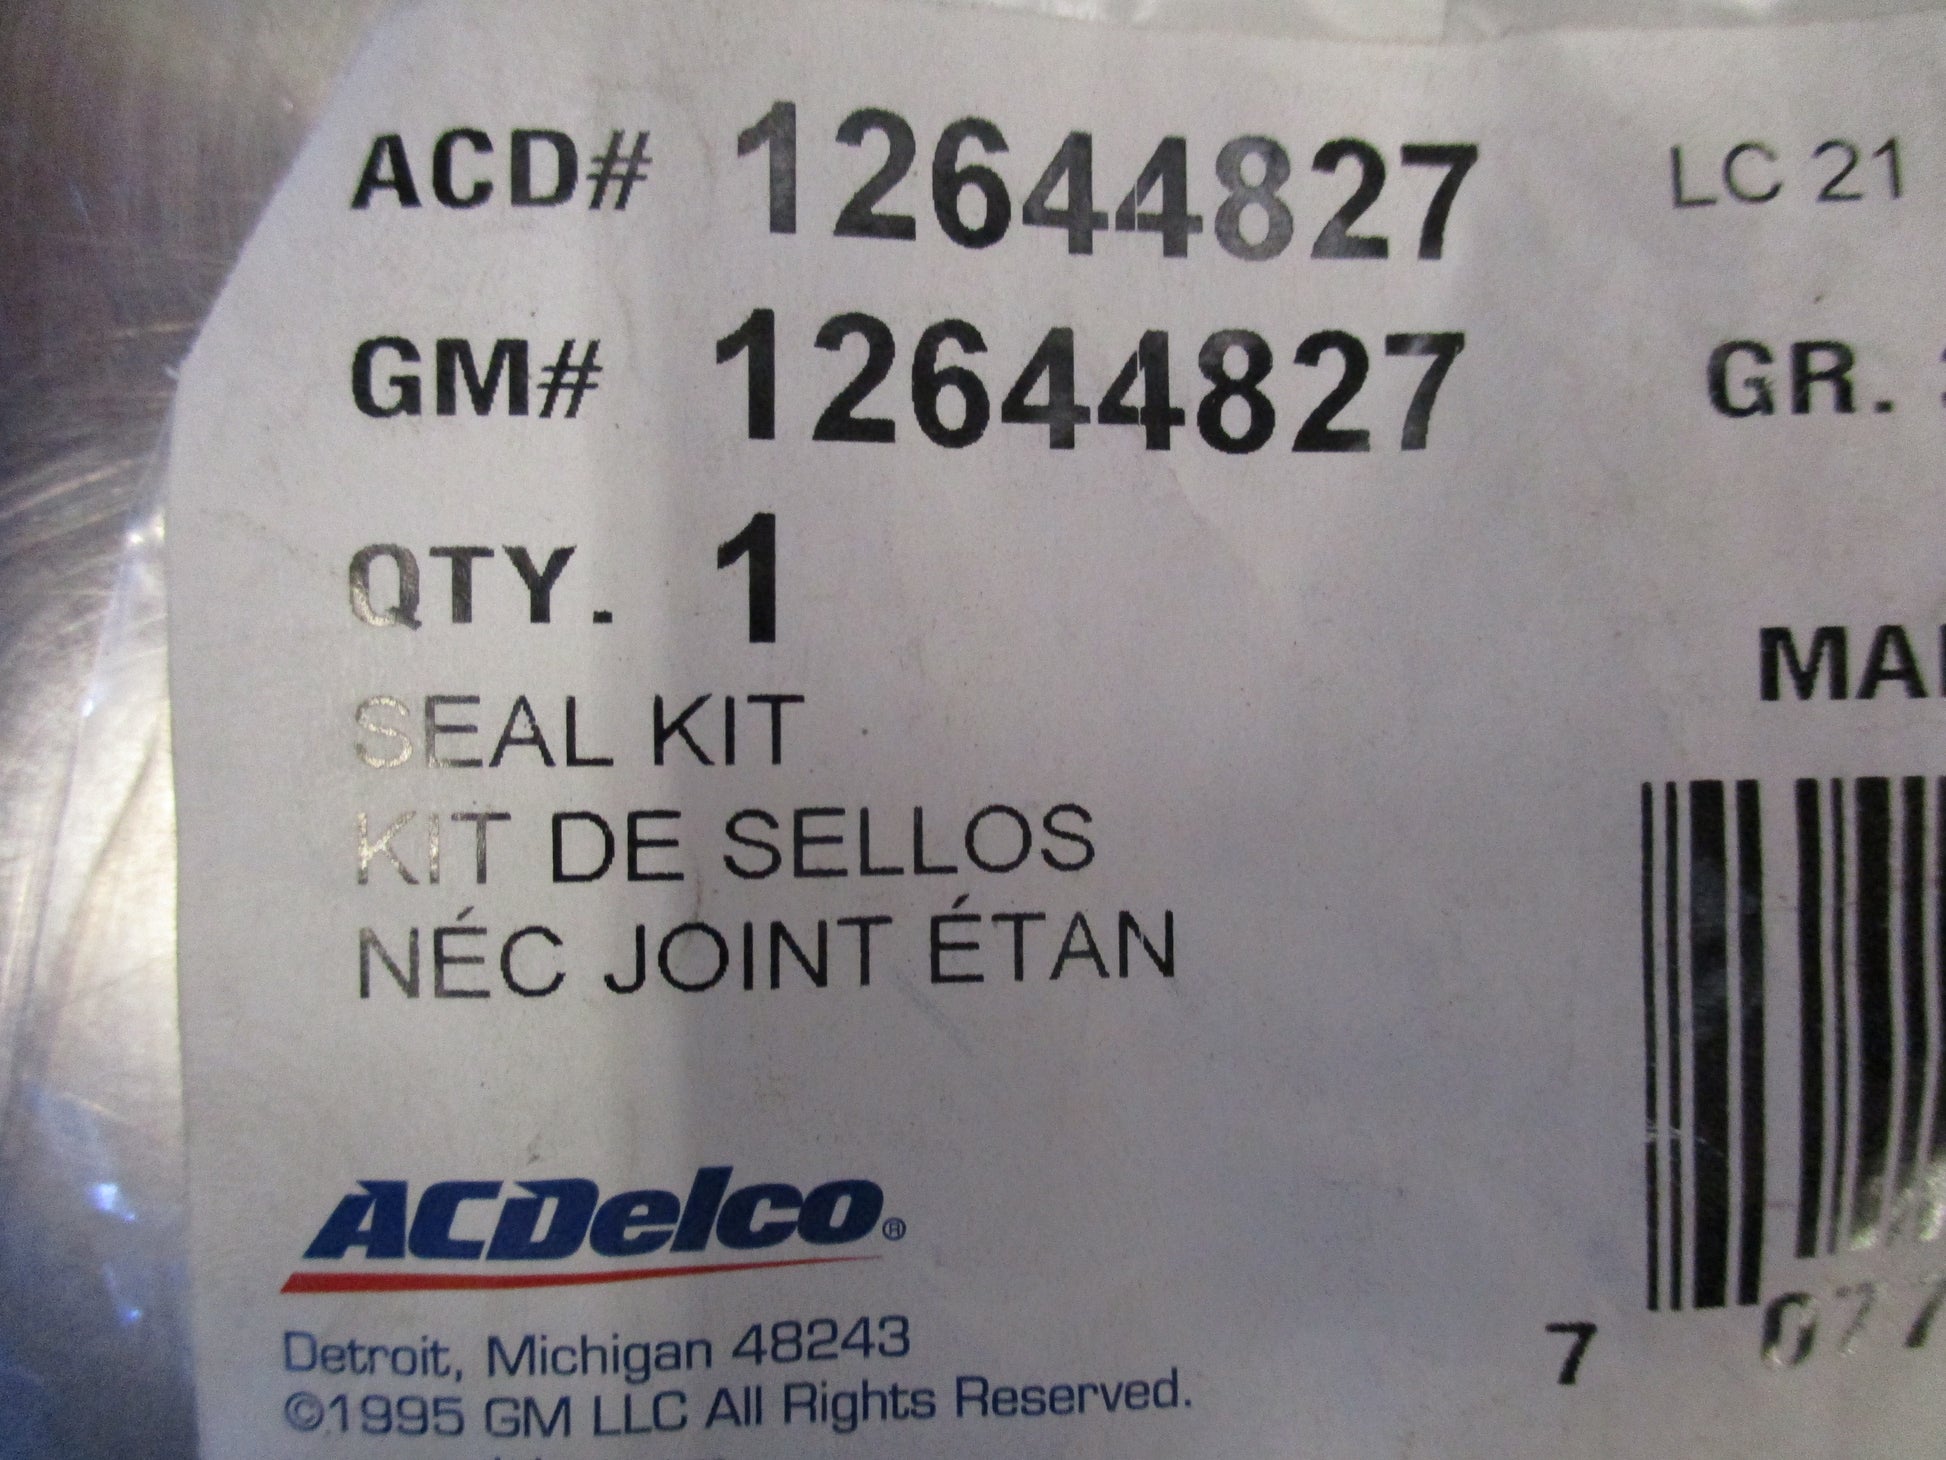 ACD# 12644827 LC 21
GM# 12644827 GR.
QTY. 1
SEAL KIT
KIT DE SELLOS
NÉC JOINT ÉTAN
ACDelco®
Detroit, Michigan 48243
©1995 GM LLC All Rights Reserved.
7 077